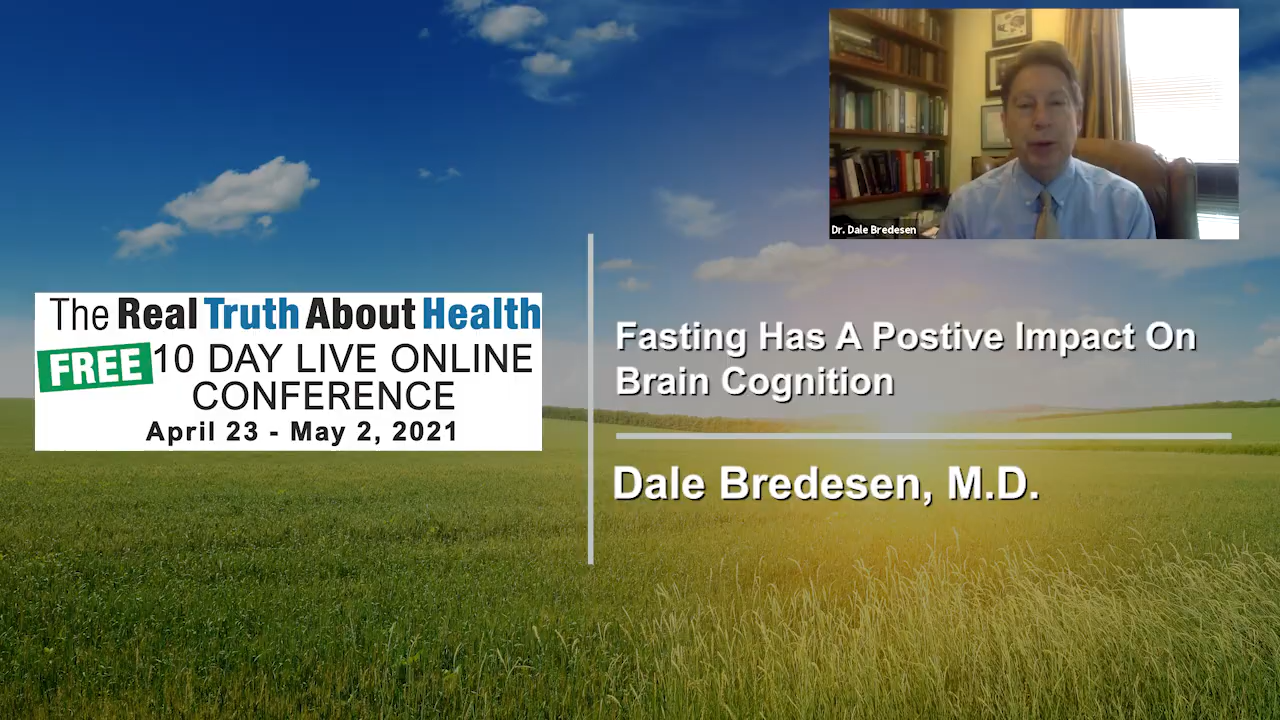 Dr. Dale Bredesen
The Real Truth About Health
FREE 10 DAY LIVE ONLINE
CONFERENCE
April 23 - May 2, 2021
Fasting Has A Postive Impact On
Brain Cognition
Dale Bredesen, M.D.